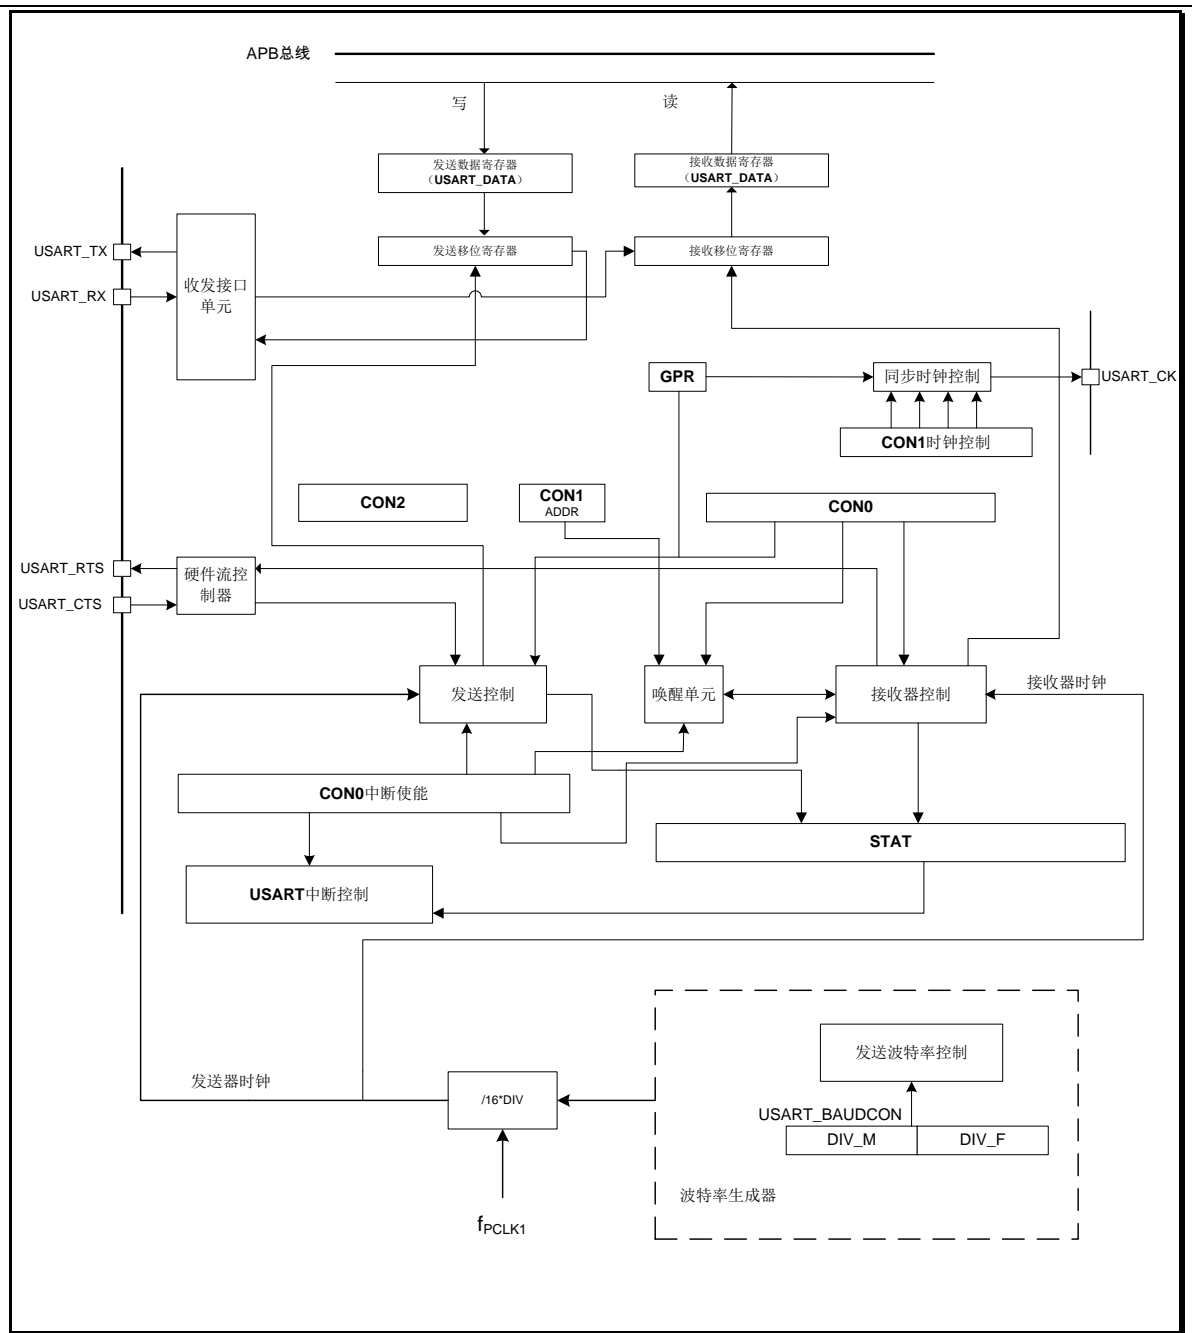 APB总线
写
读
发送数据寄存器
（USART_DATA）
接收数据寄存器
（USART_DATA）
USART_TX
发送移位寄存器
接收移位寄存器
收发接口
单元
USART_RX
GPR
同步时钟控制
USART_CK
CON1时钟控制
CON2
CON1
ADDR
CON0
USART_RTS
硬件流控
制器
USART_CTS
发送控制
唤醒单元
接收器控制
接收器时钟
CON0中断使能
STAT
USART中断控制
发送波特率控制
发送器时钟
/16*DIV
USART_BAUDCON
DIV_M
DIV_F
波特率生成器
fPCLK1